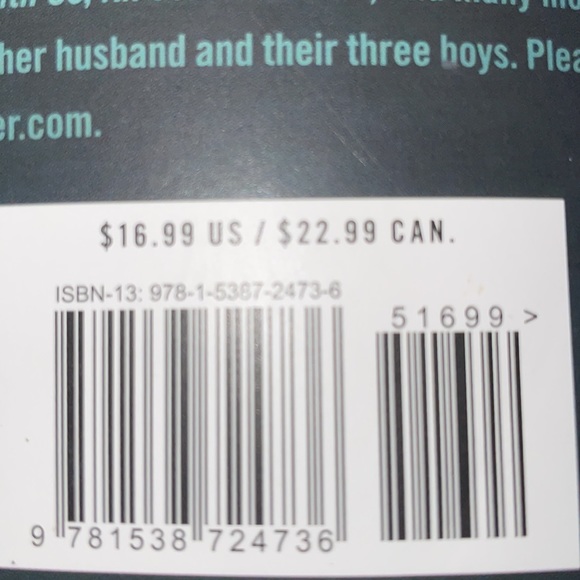 her husband and their three boys. Plea
er.com.
$16.99 US / $22.99 CAN.
ISBN-13: 978-1-5387-2473-6
51699 >
9 781538 724736